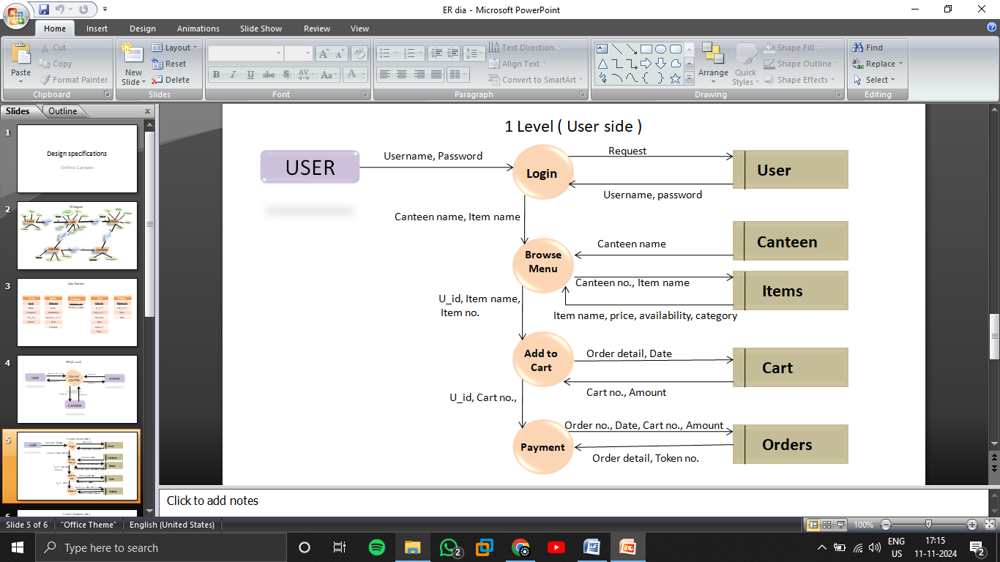 ER dia - Microsoft PowerPoint
Home Insert Design Animations Slide Show Review View
Paste
Cut
Copy
Format Painter
Clipboard
New Slide
Layout
Reset
Delete
Slides
B I U abc S AV Aa A
Font
Text Direction
Align Text
Convert to SmartArt
Paragraph
Arrange
Quick Styles
Shape Fill
Shape Outline
Shape Effects
Drawing
Find
Replace
Select
Editing
Slides Outline x
1
Design specifications
Online Canteen
2
ER Diagram
3
Data Structure
4
USER
ADMIN
CANTEEN
5
1 Level ( User side )
6
1 Level ( Canteen side )
1 Level ( User side )
USER
Username, Password
Login
Request
User
Username, password
Canteen name, Item name
Browse
Menu
Canteen name
Canteen
Canteen no., Item name
Items
Item name, price, availability, category
U_id, Item name,
Item no.
Add to
Cart
Order detail, Date
Cart
Cart no., Amount
U_id, Cart no.,
Payment
Order no., Date, Cart no., Amount
Orders
Order detail, Token no.
Click to add notes
Slide 5 of 6 "Office Theme" English (United States) 100%
Type here to search
2
ENG
US
17:15
11-11-2024
2